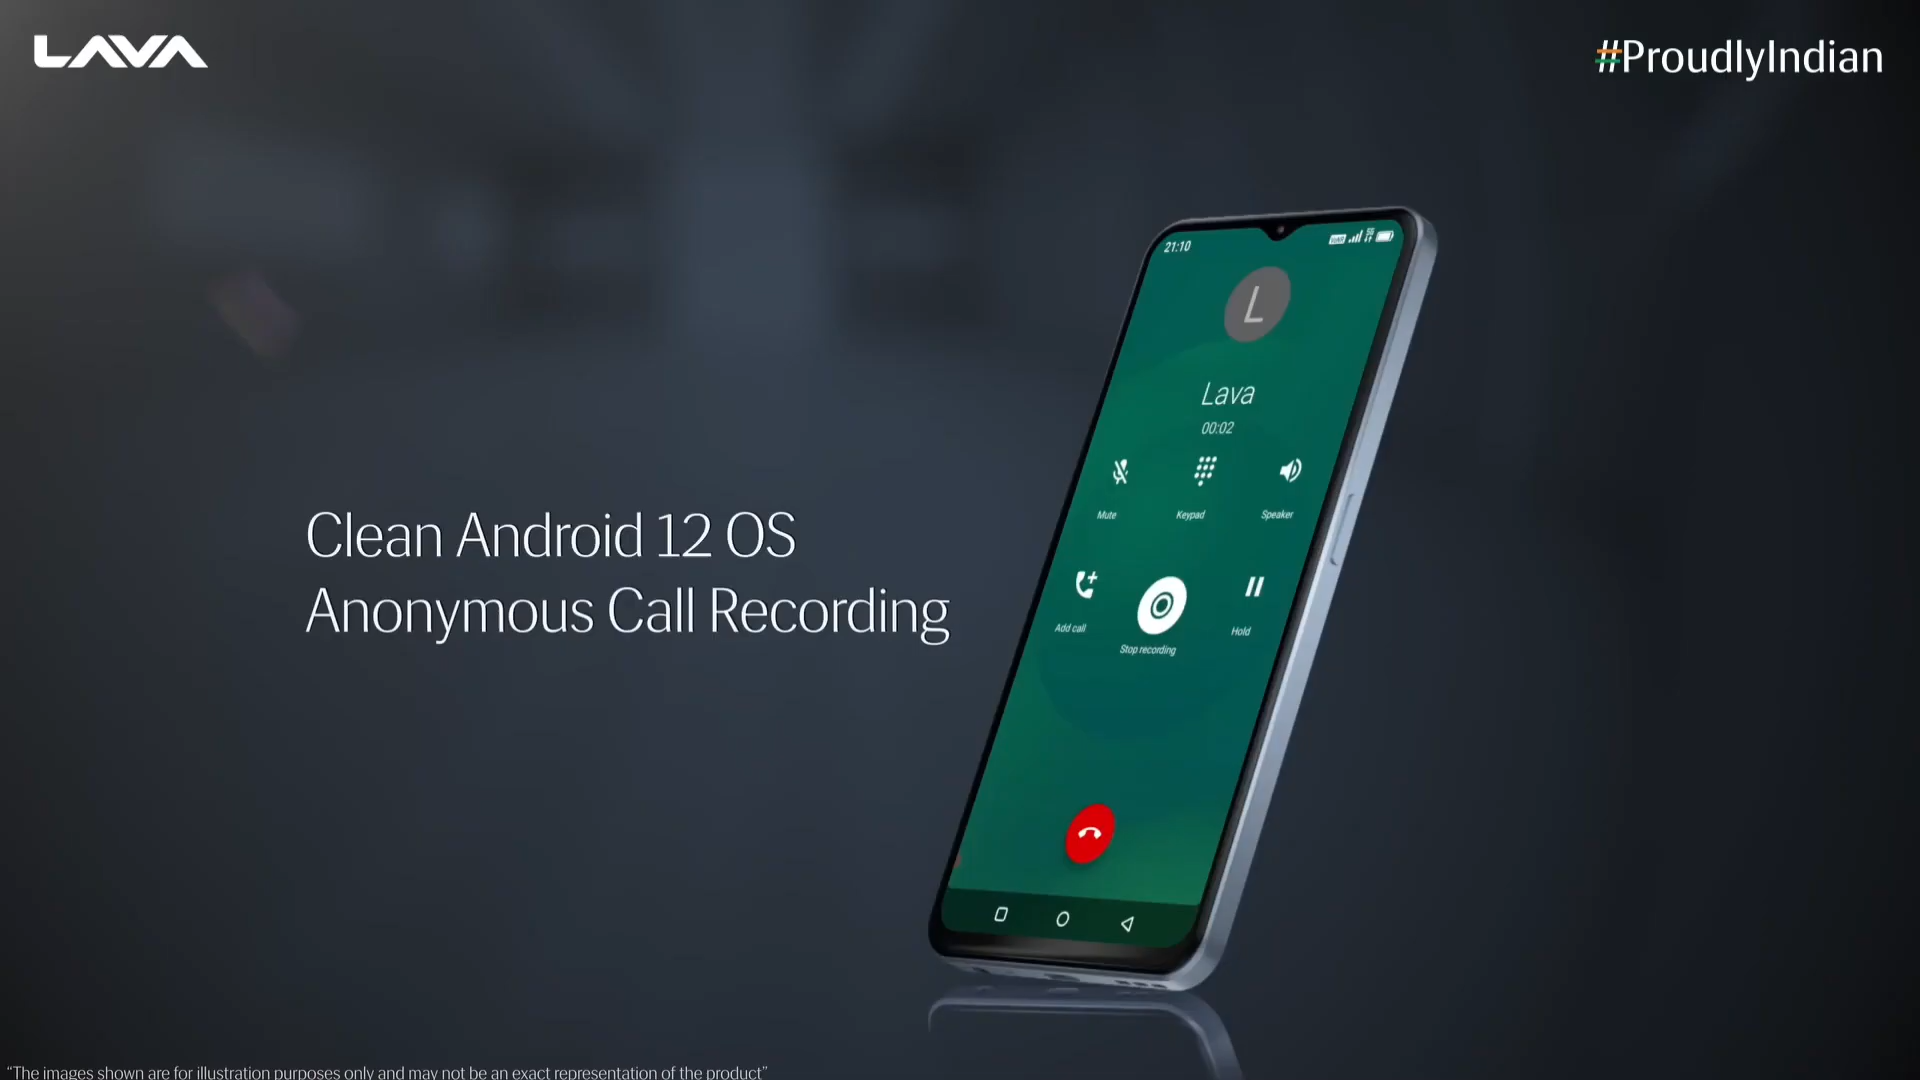 LAVA
#ProudlyIndian
21:10
L
Lava
00:02
Mute
Keypad
Speaker
Clean Android 12 OS
Anonymous Call Recording
Add call
Hold
Stop recording
“The images shown are for illustration purposes only and may not be an exact representation of the product”